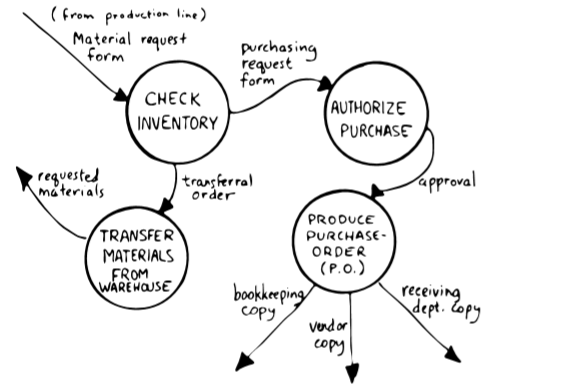 (from production line)
Material request
form
purchasing
request
form
CHECK
INVENTORY
AUTHORIZE
PURCHASE
requested
materials
transferral
order
approval
TRANSFER
MATERIALS
FROM
WAREHOUSE
PRODUCE
PURCHASE-
ORDER
(P.O.)
bookkeeping
copy
vendor
copy
receiving
dept. copy